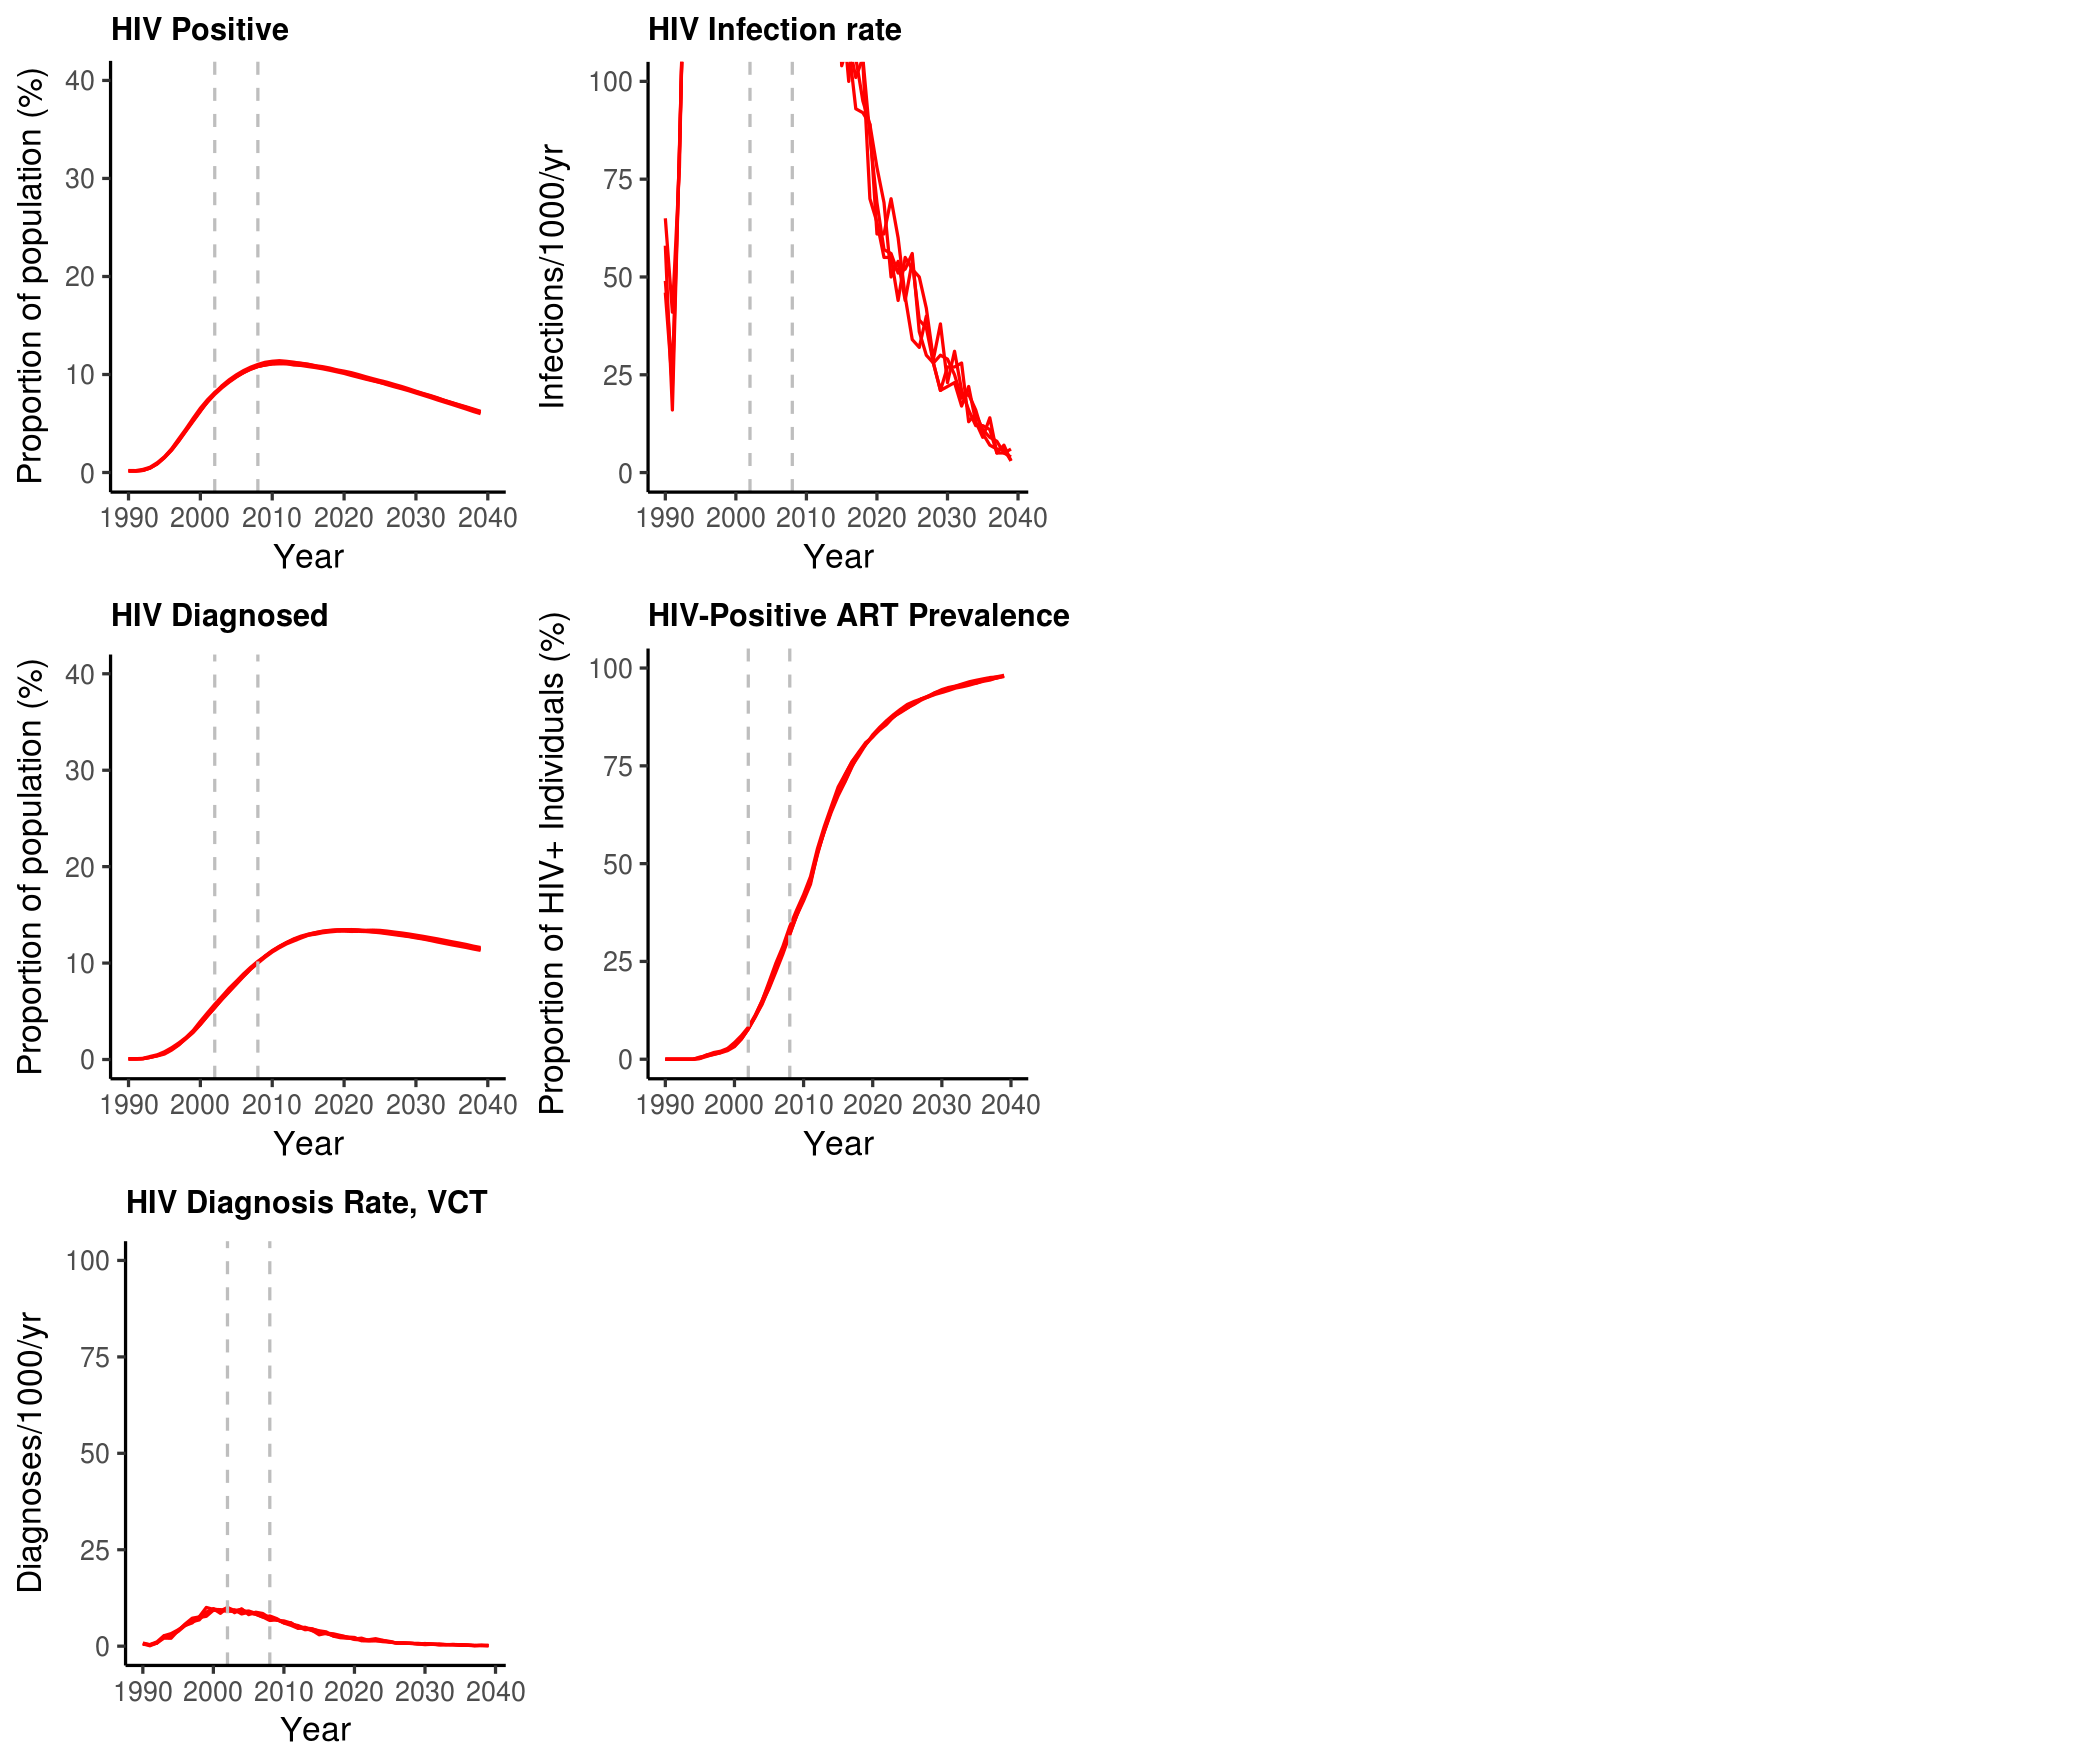 HIV Positive
Proportion of population (%)
40
30
20
10
0
1990 2000 2010 2020 2030 2040
Year
HIV Infection rate
Infections/1000/yr
100
75
50
25
0
1990 2000 2010 2020 2030 2040
Year
HIV Diagnosed
Proportion of population (%)
40
30
20
10
0
1990 2000 2010 2020 2030 2040
Year
HIV-Positive ART Prevalence
Proportion of HIV+ Individuals (%)
100
75
50
25
0
1990 2000 2010 2020 2030 2040
Year
HIV Diagnosis Rate, VCT
Diagnoses/1000/yr
100
75
50
25
0
1990 2000 2010 2020 2030 2040
Year